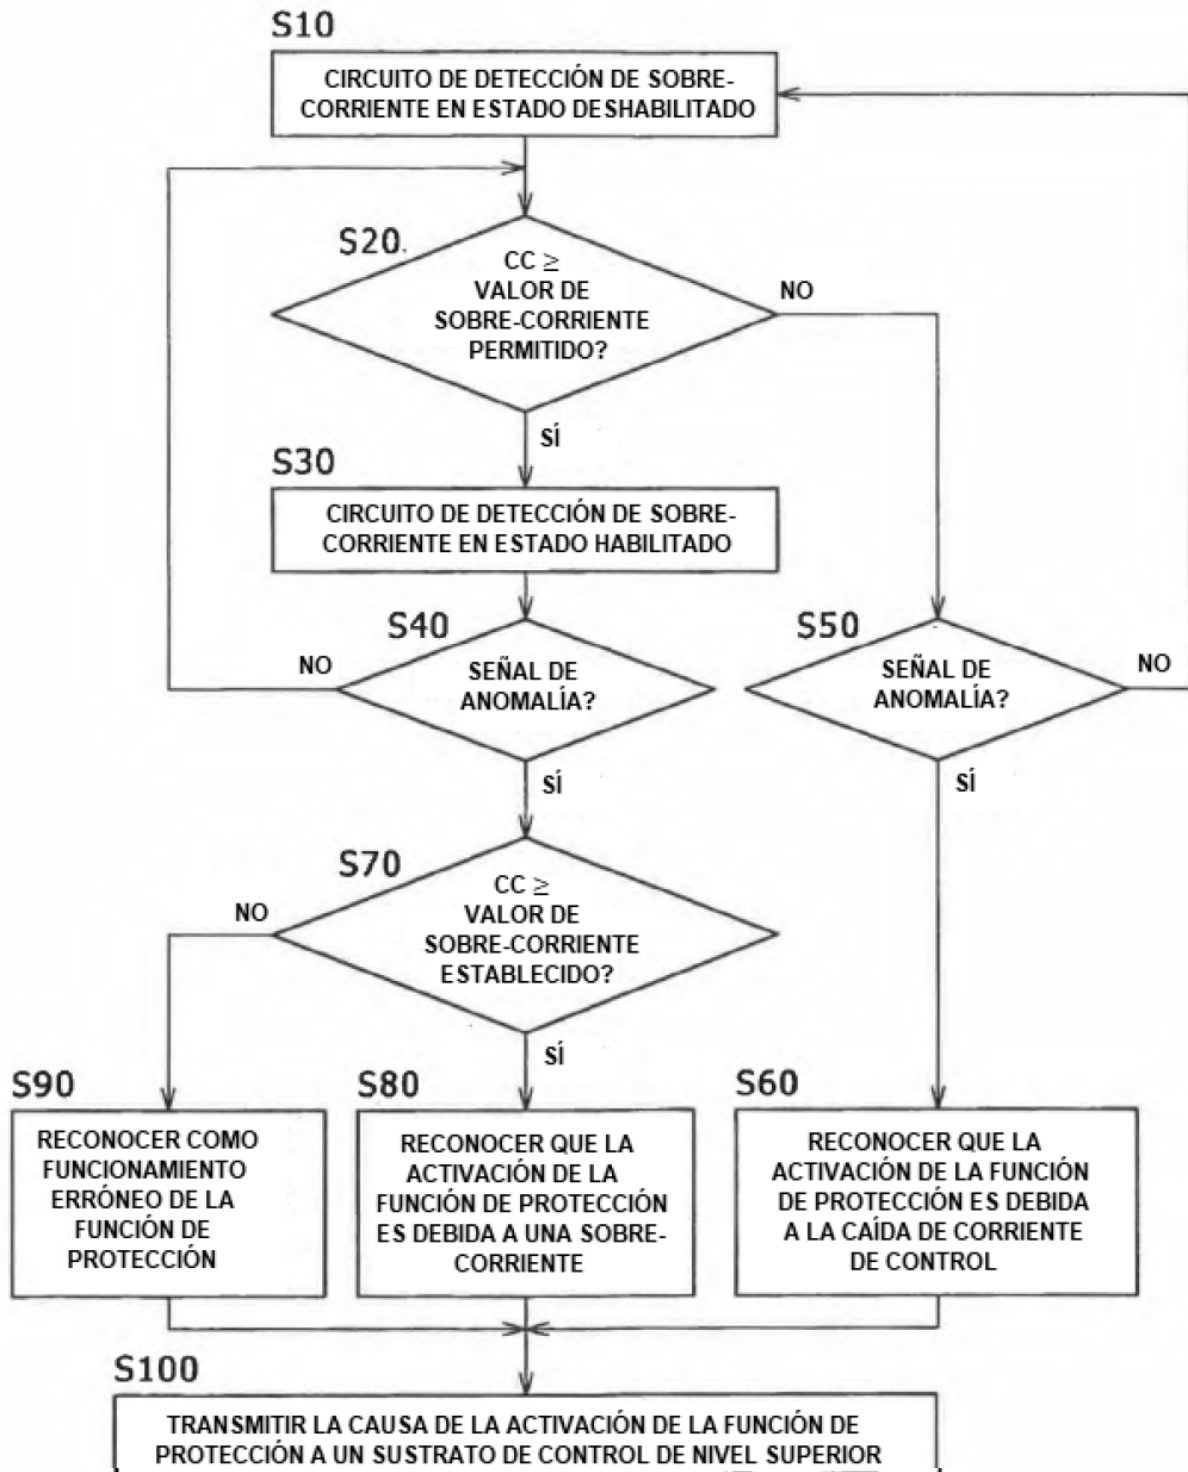 S10
CIRCUITO DE DETECCIÓN DE SOBRE-
CORRIENTE EN ESTADO DESHABILITADO
S20.
CC ≥
VALOR DE
SOBRE-CORRIENTE
PERMITIDO?
NO
SÍ
S30
CIRCUITO DE DETECCIÓN DE SOBRE-
CORRIENTE EN ESTADO HABILITADO
S40
SEÑAL DE
ANOMALÍA?
NO
SÍ
S50
SEÑAL DE
ANOMALÍA?
NO
SÍ
S70
CC ≥
VALOR DE
SOBRE-CORRIENTE
ESTABLECIDO?
NO
SÍ
S90
RECONOCER COMO
FUNCIONAMIENTO
ERRÓNEO DE LA
FUNCIÓN DE
PROTECCIÓN
S80
RECONOCER QUE LA
ACTIVACIÓN DE LA
FUNCIÓN DE PROTECCIÓN
ES DEBIDA A UNA SOBRE-
CORRIENTE
S60
RECONOCER QUE LA
ACTIVACIÓN DE LA FUNCIÓN
DE PROTECCIÓN ES DEBIDA
A LA CAÍDA DE CORRIENTE
DE CONTROL
S100
TRANSMITIR LA CAUSA DE LA ACTIVACIÓN DE LA FUNCIÓN DE
PROTECCIÓN A UN SUSTRATO DE CONTROL DE NIVEL SUPERIOR